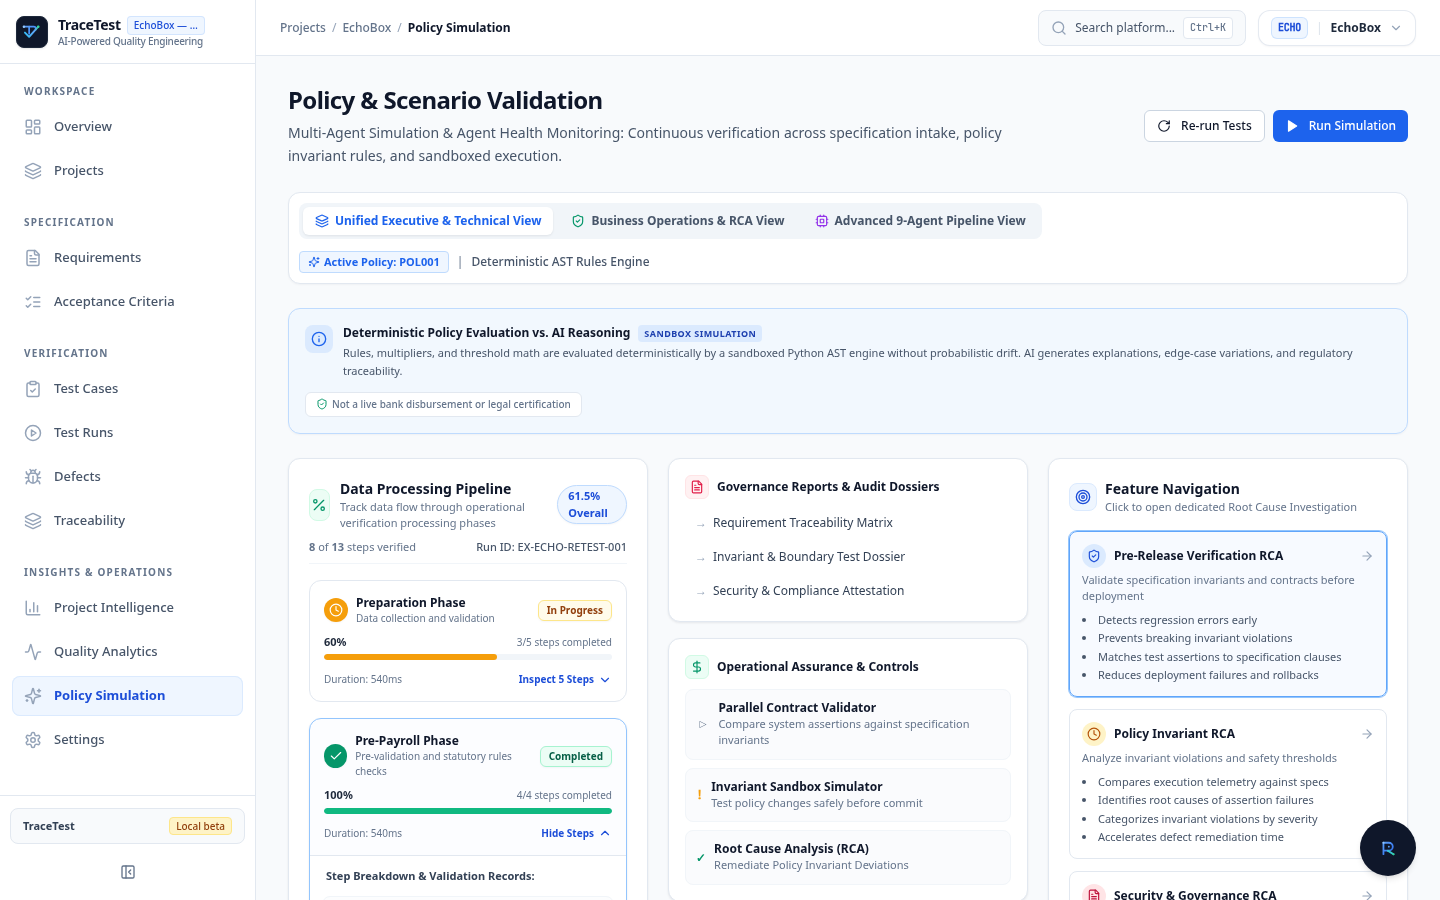 TraceTest
EchoBox — ...
AI-Powered Quality Engineering
WORKSPACE
Overview
Projects
SPECIFICATION
Requirements
Acceptance Criteria
VERIFICATION
Test Cases
Test Runs
Defects
Traceability
INSIGHTS & OPERATIONS
Project Intelligence
Quality Analytics
Policy Simulation
Settings
TraceTest
Local beta
Projects / EchoBox / Policy Simulation
Search platform...
Ctrl+K
ECHO
EchoBox
Policy & Scenario Validation
Multi-Agent Simulation & Agent Health Monitoring: Continuous verification across specification intake, policy
invariant rules, and sandboxed execution.
Re-run Tests
Run Simulation
Unified Executive & Technical View
Business Operations & RCA View
Advanced 9-Agent Pipeline View
Active Policy: POL001
| Deterministic AST Rules Engine
Deterministic Policy Evaluation vs. AI Reasoning
SANDBOX SIMULATION
Rules, multipliers, and threshold math are evaluated deterministically by a sandboxed Python AST engine without probabilistic drift. AI generates explanations, edge-case variations, and regulatory
traceability.
Not a live bank disbursement or legal certification
Data Processing Pipeline
Track data flow through operational
verification processing phases
61.5%
Overall
8 of 13 steps verified
Run ID: EX-ECHO-RETEST-001
Preparation Phase
Data collection and validation
In Progress
60%
3/5 steps completed
Duration: 540ms
Inspect 5 Steps
Pre-Payroll Phase
Pre-validation and statutory rules
checks
Completed
100%
4/4 steps completed
Duration: 540ms
Hide Steps
Step Breakdown & Validation Records:
Governance Reports & Audit Dossiers
→ Requirement Traceability Matrix
→ Invariant & Boundary Test Dossier
→ Security & Compliance Attestation
Operational Assurance & Controls
Parallel Contract Validator
Compare system assertions against specification
invariants
! Invariant Sandbox Simulator
Test policy changes safely before commit
✓ Root Cause Analysis (RCA)
Remediate Policy Invariant Deviations
Feature Navigation
Click to open dedicated Root Cause Investigation
Pre-Release Verification RCA
Validate specification invariants and contracts before
deployment
• Detects regression errors early
• Prevents breaking invariant violations
• Matches test assertions to specification clauses
• Reduces deployment failures and rollbacks
Policy Invariant RCA
Analyze invariant violations and safety thresholds
• Compares execution telemetry against specs
• Identifies root causes of assertion failures
• Categorizes invariant violations by severity
• Accelerates defect remediation time
Security & Governance RCA